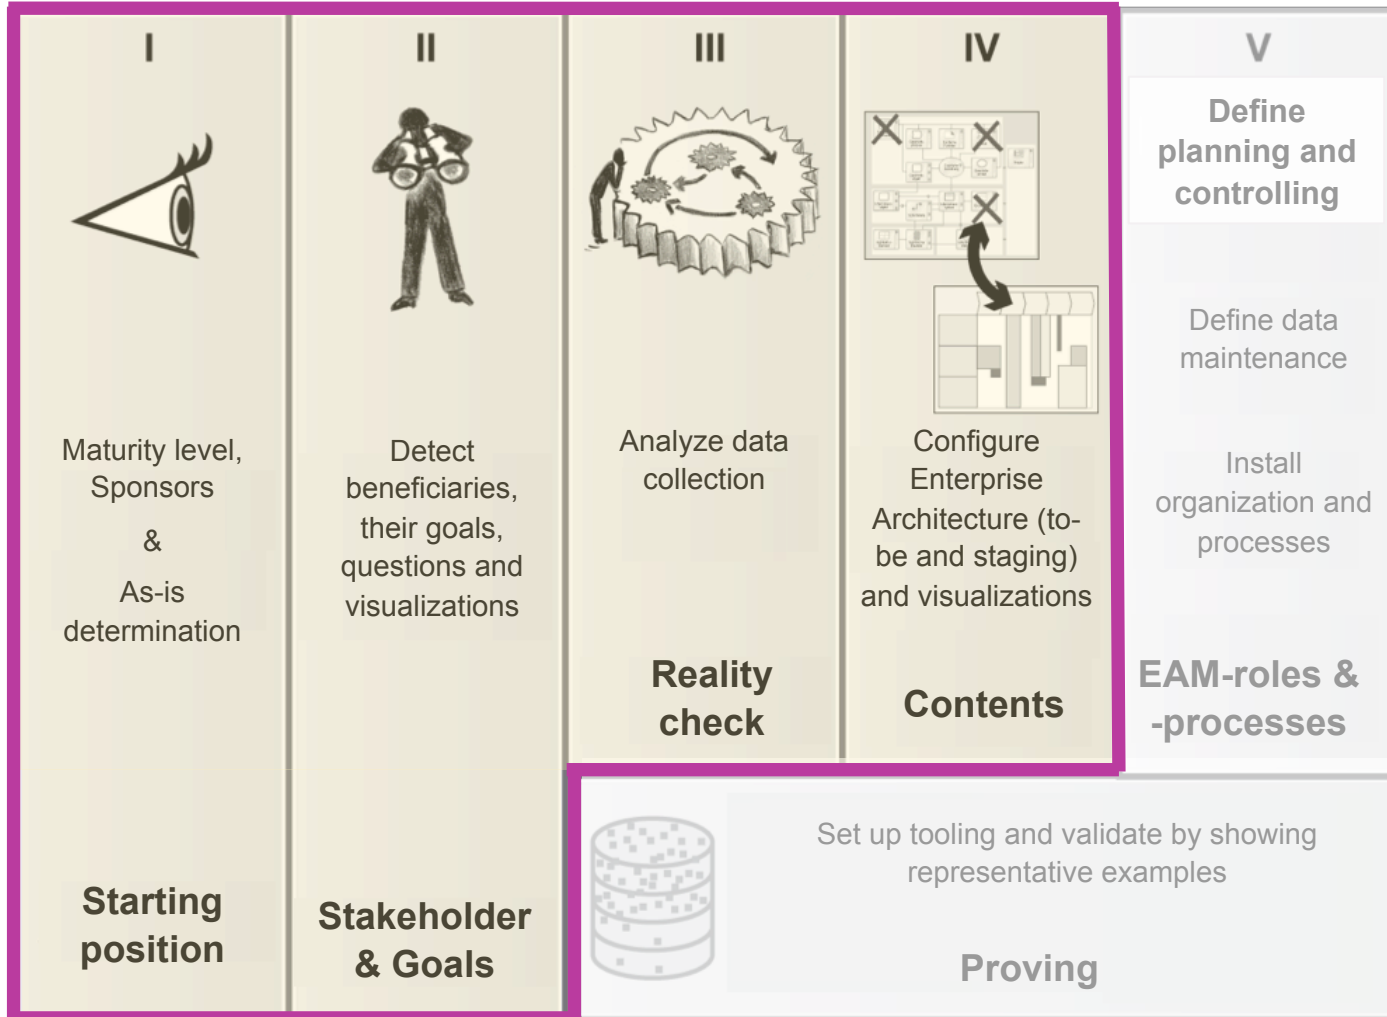 I
Maturity level,
Sponsors
&
As-is
determination
Starting
position
II
Detect
beneficiaries,
their goals,
questions and
visualizations
Stakeholder
& Goals
III
Analyze data
collection
Reality
check
IV
Configure
Enterprise
Architecture (to-
be and staging)
and visualizations
Contents
V
Define
planning and
controlling
Define data
maintenance
Install
organization and
processes
EAM-roles &
-processes
Set up tooling and validate by showing
representative examples
Proving